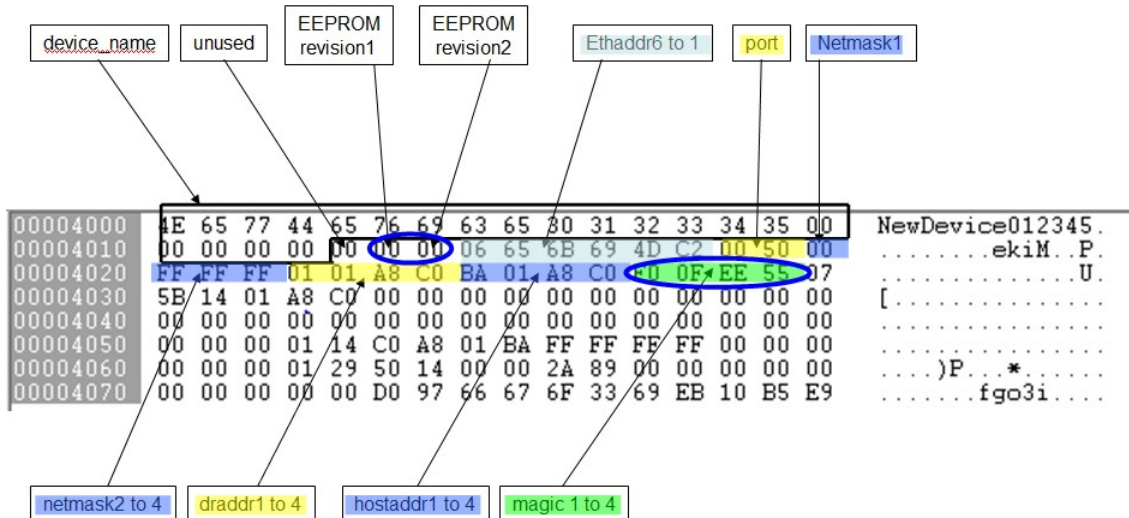 EEPROM
revision1
EEPROM
revision2
device_name
unused
Ethaddr6 to 1
port
Netmask1
00004000 4E 65 77 44 65 76 69 63 65 30 31 32 33 34 35 00 NewDevice012345.
00004010 00 00 00 00 00 00 00 06 65 6B 69 4D C2 00 50 00 ........ekiM..P.
00004020 FF FF FF 01 01 A8 C0 BA 01 A8 C0 F0 0F EE 55 07 ..............U.
00004030 5B 14 01 A8 C0 00 00 00 00 00 00 00 00 00 00 00 [...............
00004040 00 00 00 00 00 00 00 00 00 00 00 00 00 00 00 00 ................
00004050 00 00 00 01 14 C0 A8 01 BA FF FF FF FF 00 00 00 ................
00004060 00 00 00 01 29 50 14 00 00 2A 89 00 00 00 00 00 ....)P...*......
00004070 00 00 00 00 00 D0 97 66 67 6F 33 69 EB 10 B5 E9 .......fgo3i....
netmask2 to 4
draddr1 to 4
hostaddr1 to 4
magic 1 to 4